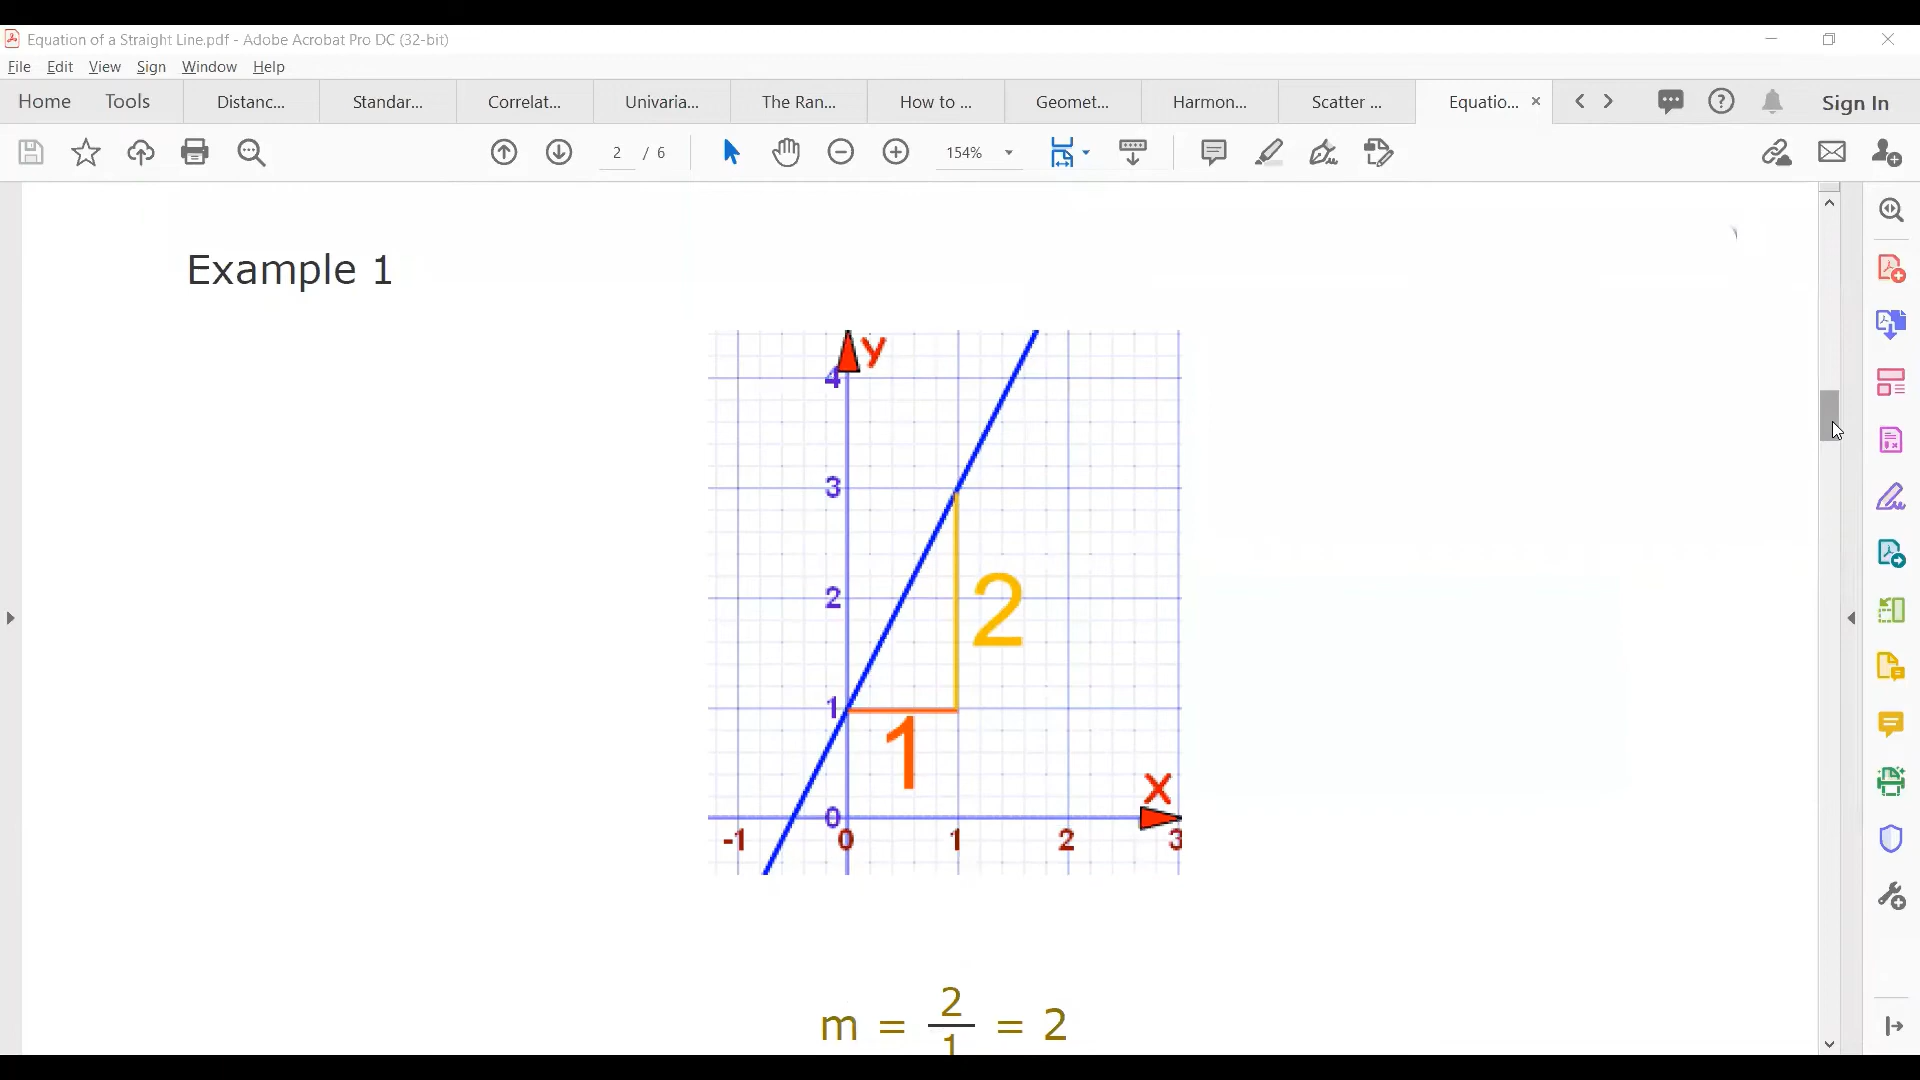 Equation of a Straight Line.pdf - Adobe Acrobat Pro DC (32-bit)
File Edit View Sign Window Help
Home Tools Distanc... Standar... Correlat... Univaria... The Ran... How to ... Geomet... Harmon... Scatter ... Equatio... × Sign In
2 / 6 154%
Example 1
y
4
3
2
2
1
1
x
0
-1 0 1 2 3
m = 2/1 = 2